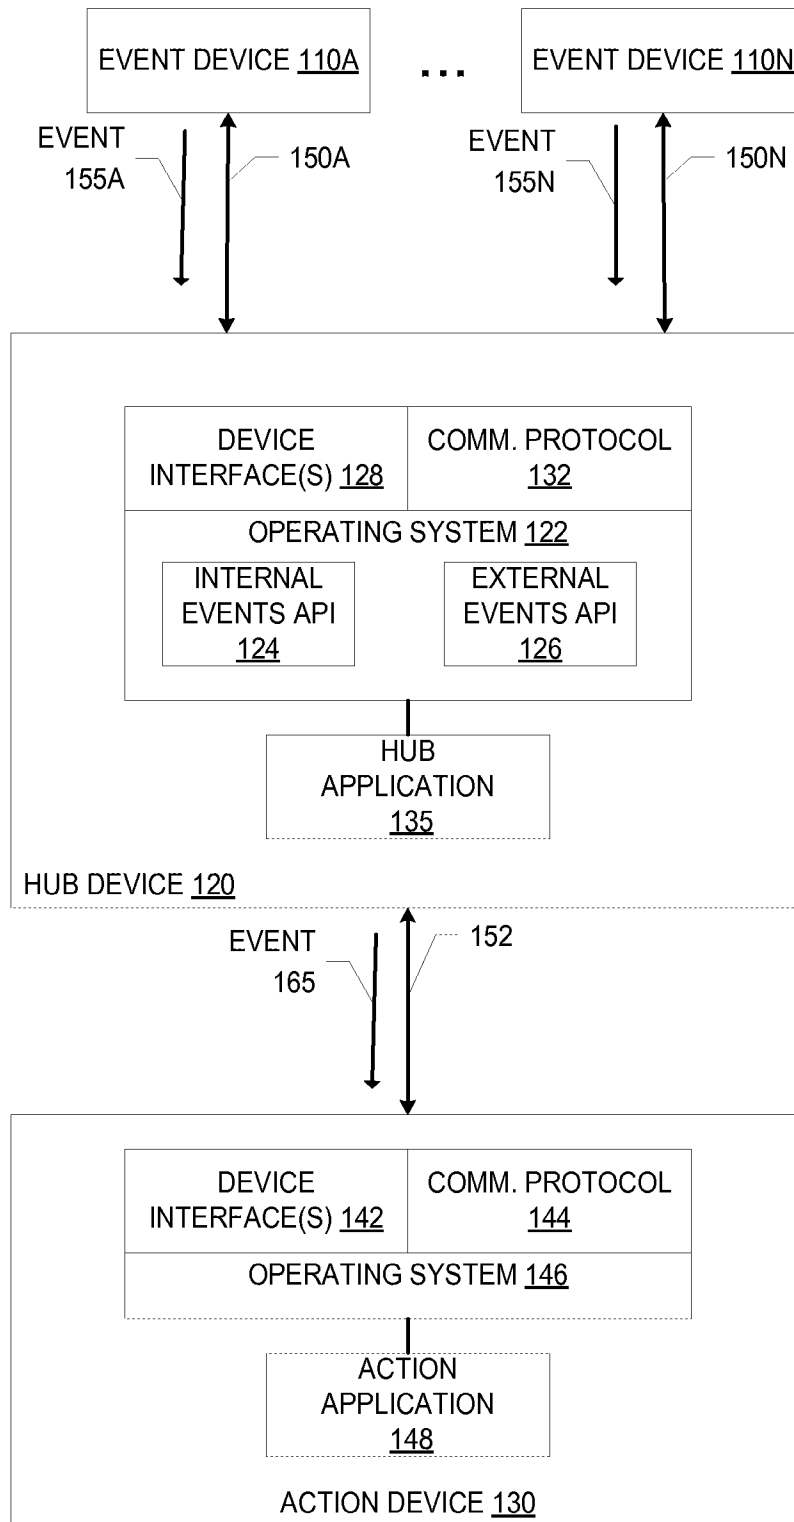 EVENT DEVICE 110A
...
EVENT DEVICE 110N
EVENT
155A
150A
EVENT
155N
150N
DEVICE
INTERFACE(S) 128
COMM. PROTOCOL
132
OPERATING SYSTEM 122
INTERNAL
EVENTS API
124
EXTERNAL
EVENTS API
126
HUB
APPLICATION
135
HUB DEVICE 120
EVENT
165
152
DEVICE
INTERFACE(S) 142
COMM. PROTOCOL
144
OPERATING SYSTEM 146
ACTION
APPLICATION
148
ACTION DEVICE 130